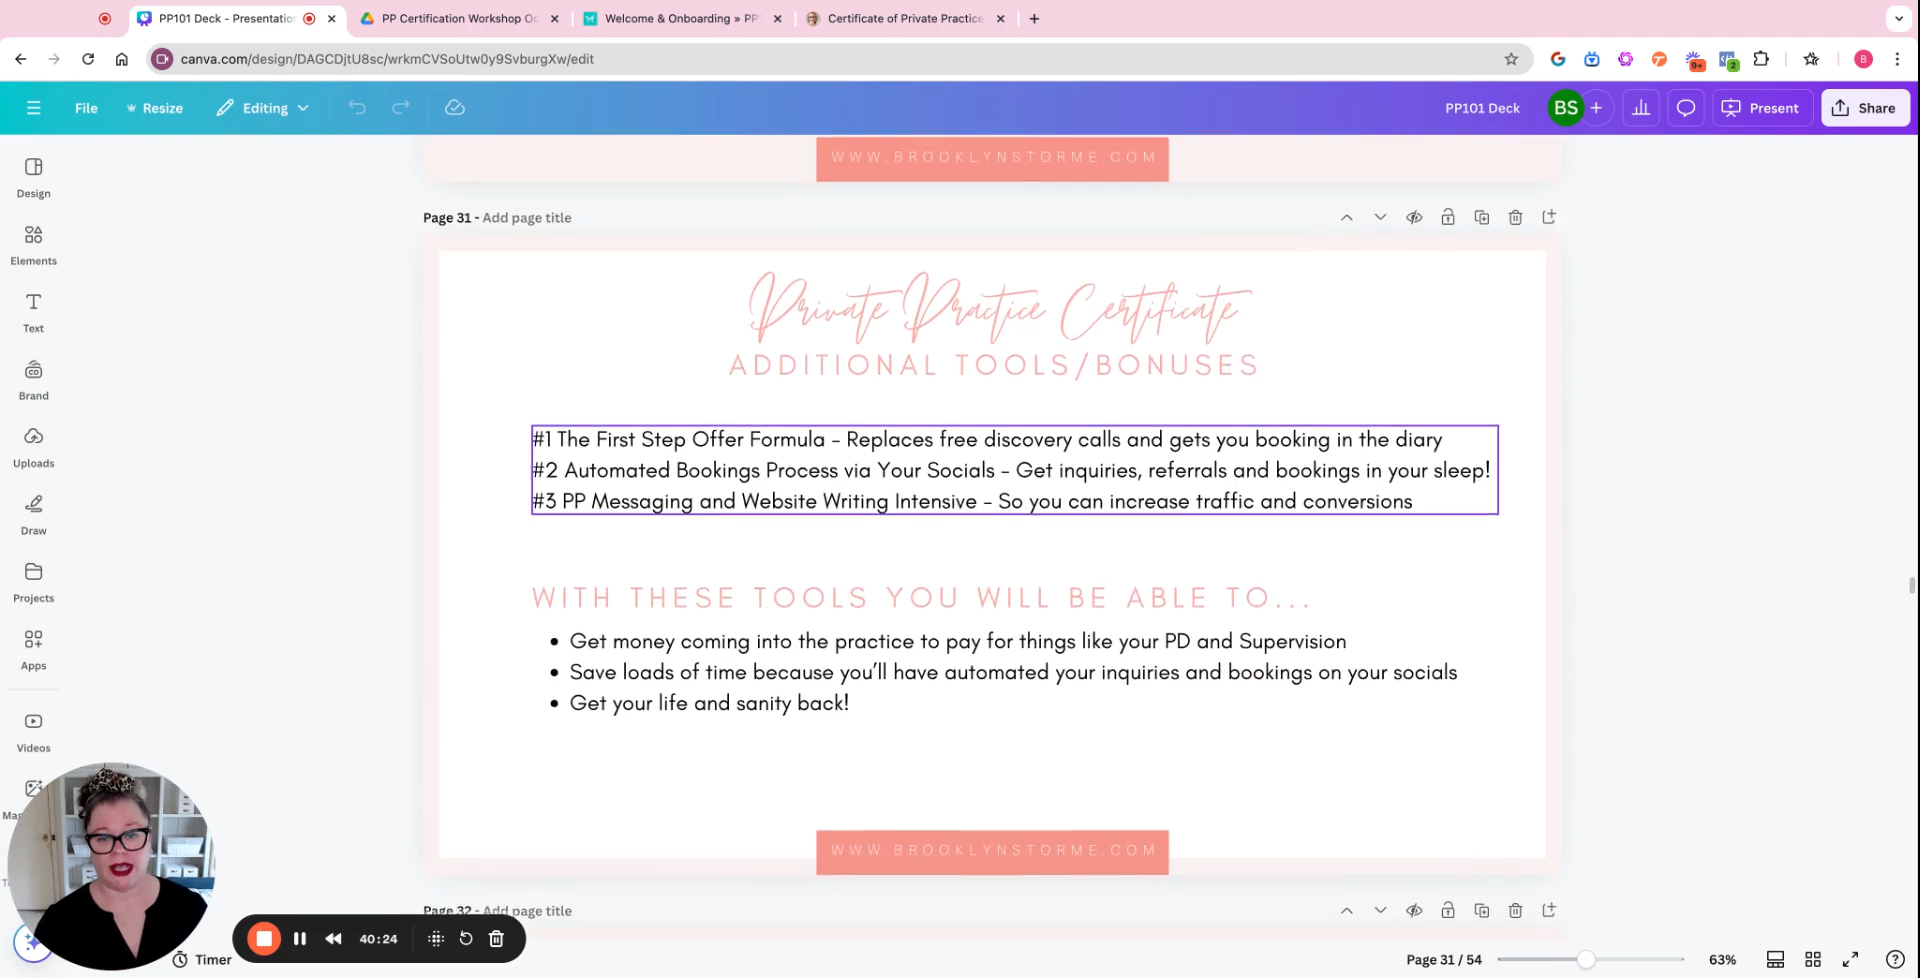 PP101 Deck - Presentation
PP Certification Workshop Oc
Welcome & Onboarding » PP
Certificate of Private Practice
canva.com/design/DAGCDjtU8sc/wrkmCVSoUtw0y9SvburgXw/edit
9+
2
B
File
Resize
Editing
PP101 Deck
BS
Present
Share
Design
Elements
Text
Brand
Uploads
Draw
Projects
Apps
Videos
WWW.BROOKLYNSTORME.COM
Page 31 - Add page title
Private Practice Certificate
ADDITIONAL TOOLS/BONUSES
#1 The First Step Offer Formula - Replaces free discovery calls and gets you booking in the diary
#2 Automated Bookings Process via Your Socials - Get inquiries, referrals and bookings in your sleep!
#3 PP Messaging and Website Writing Intensive - So you can increase traffic and conversions
WITH THESE TOOLS YOU WILL BE ABLE TO...
• Get money coming into the practice to pay for things like your PD and Supervision
• Save loads of time because you'll have automated your inquiries and bookings on your socials
• Get your life and sanity back!
WWW.BROOKLYNSTORME.COM
Page 32 - Add page title
40:24
Timer
Page 31 / 54
63%